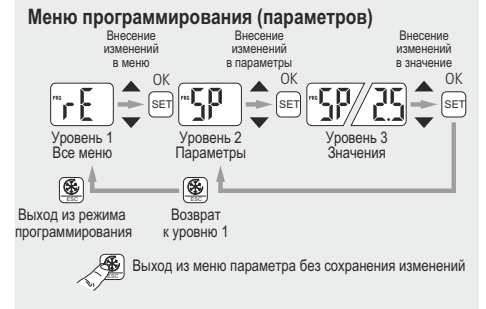 Меню программирования (параметров)
Внесение
изменений
в меню
Внесение
изменений
в параметры
Внесение
изменений
в значение
OK
OK
OK
PRG
rE
SET
PRG
SP
SET
PRG
SP/2.5
SET
Уровень 1
Все меню
Уровень 2
Параметры
Уровень 3
Значения
ESC
ESC
Выход из режима
программирования
Возврат
к уровню 1
ESC
Выход из меню параметра без сохранения изменений